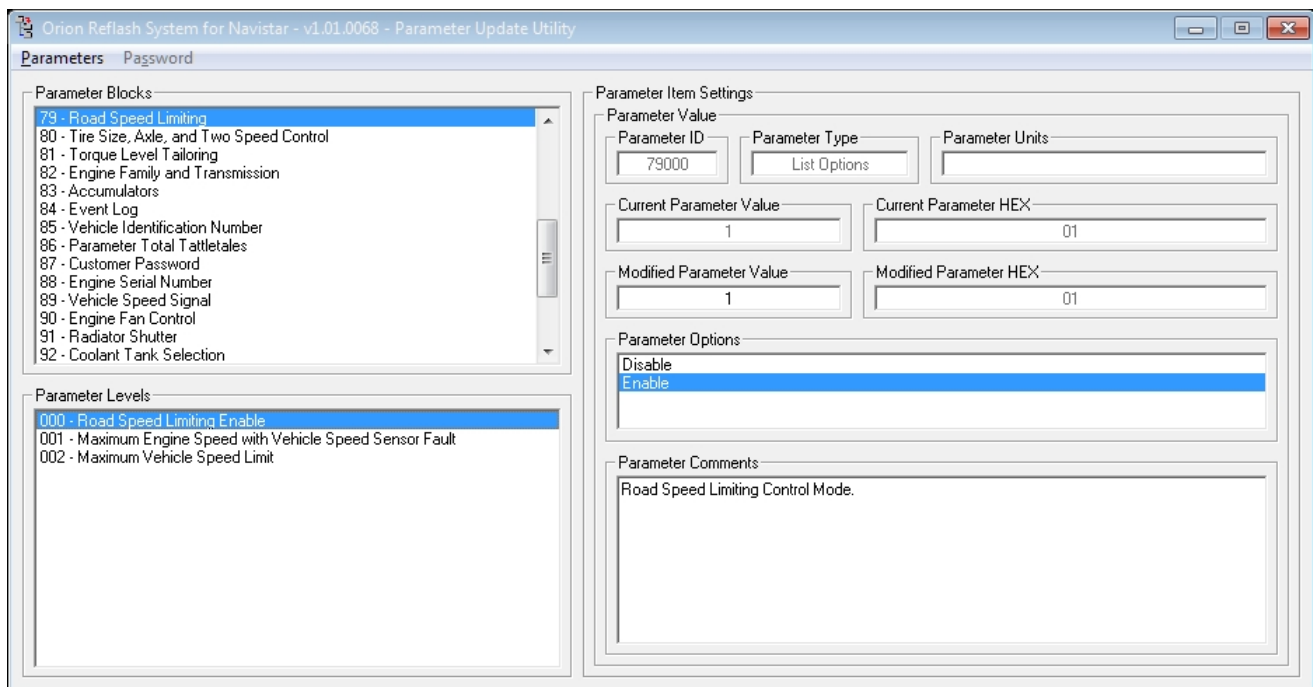 Orion Reflash System for Navistar - v1.01.0068 - Parameter Update Utility
Parameters Password
Parameter Blocks
79 - Road Speed Limiting
80 - Tire Size, Axle, and Two Speed Control
81 - Torque Level Tailoring
82 - Engine Family and Transmission
83 - Accumulators
84 - Event Log
85 - Vehicle Identification Number
86 - Parameter Total Tattletales
87 - Customer Password
88 - Engine Serial Number
89 - Vehicle Speed Signal
90 - Engine Fan Control
91 - Radiator Shutter
92 - Coolant Tank Selection
Parameter Levels
000 - Road Speed Limiting Enable
001 - Maximum Engine Speed with Vehicle Speed Sensor Fault
002 - Maximum Vehicle Speed Limit
Parameter Item Settings
Parameter Value
Parameter ID
79000
Parameter Type
List Options
Parameter Units
Current Parameter Value
1
Current Parameter HEX
01
Modified Parameter Value
1
Modified Parameter HEX
01
Parameter Options
Disable
Enable
Parameter Comments
Road Speed Limiting Control Mode.